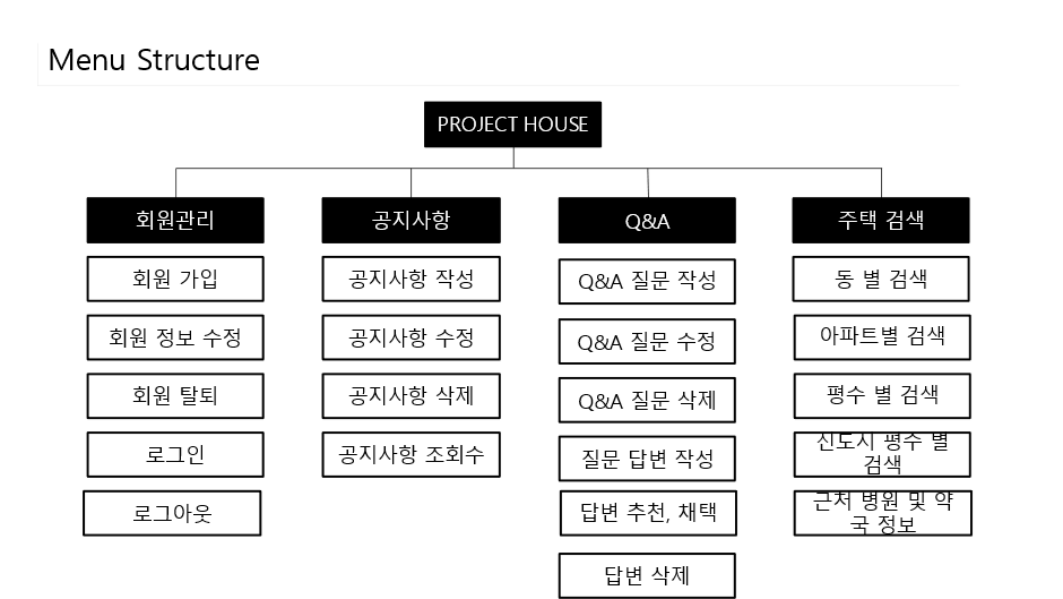 Menu Structure
PROJECT HOUSE
회원관리
회원 가입
회원 정보 수정
회원 탈퇴
로그인
로그아웃
공지사항
공지사항 작성
공지사항 수정
공지사항 삭제
공지사항 조회수
Q&A
Q&A 질문 작성
Q&A 질문 수정
Q&A 질문 삭제
질문 답변 작성
답변 추천, 채택
답변 삭제
주택 검색
동 별 검색
아파트별 검색
평수 별 검색
신도시 평수 별
검색
근처 병원 및 약
국 정보